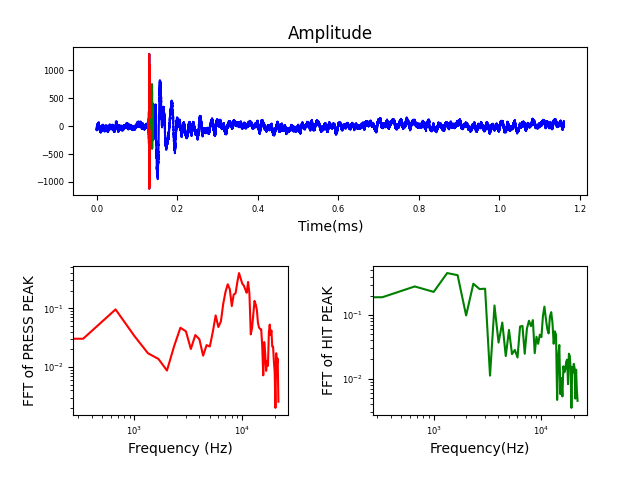 Amplitude
1000
500
0
−500
−1000
0.0 0.2 0.4 0.6 0.8 1.0 1.2
Time(ms)
FFT of PRESS PEAK
10⁻¹
10⁻²
10³ 10⁴
Frequency (Hz)
FFT of HIT PEAK
10⁻¹
10⁻²
10³ 10⁴
Frequency(Hz)